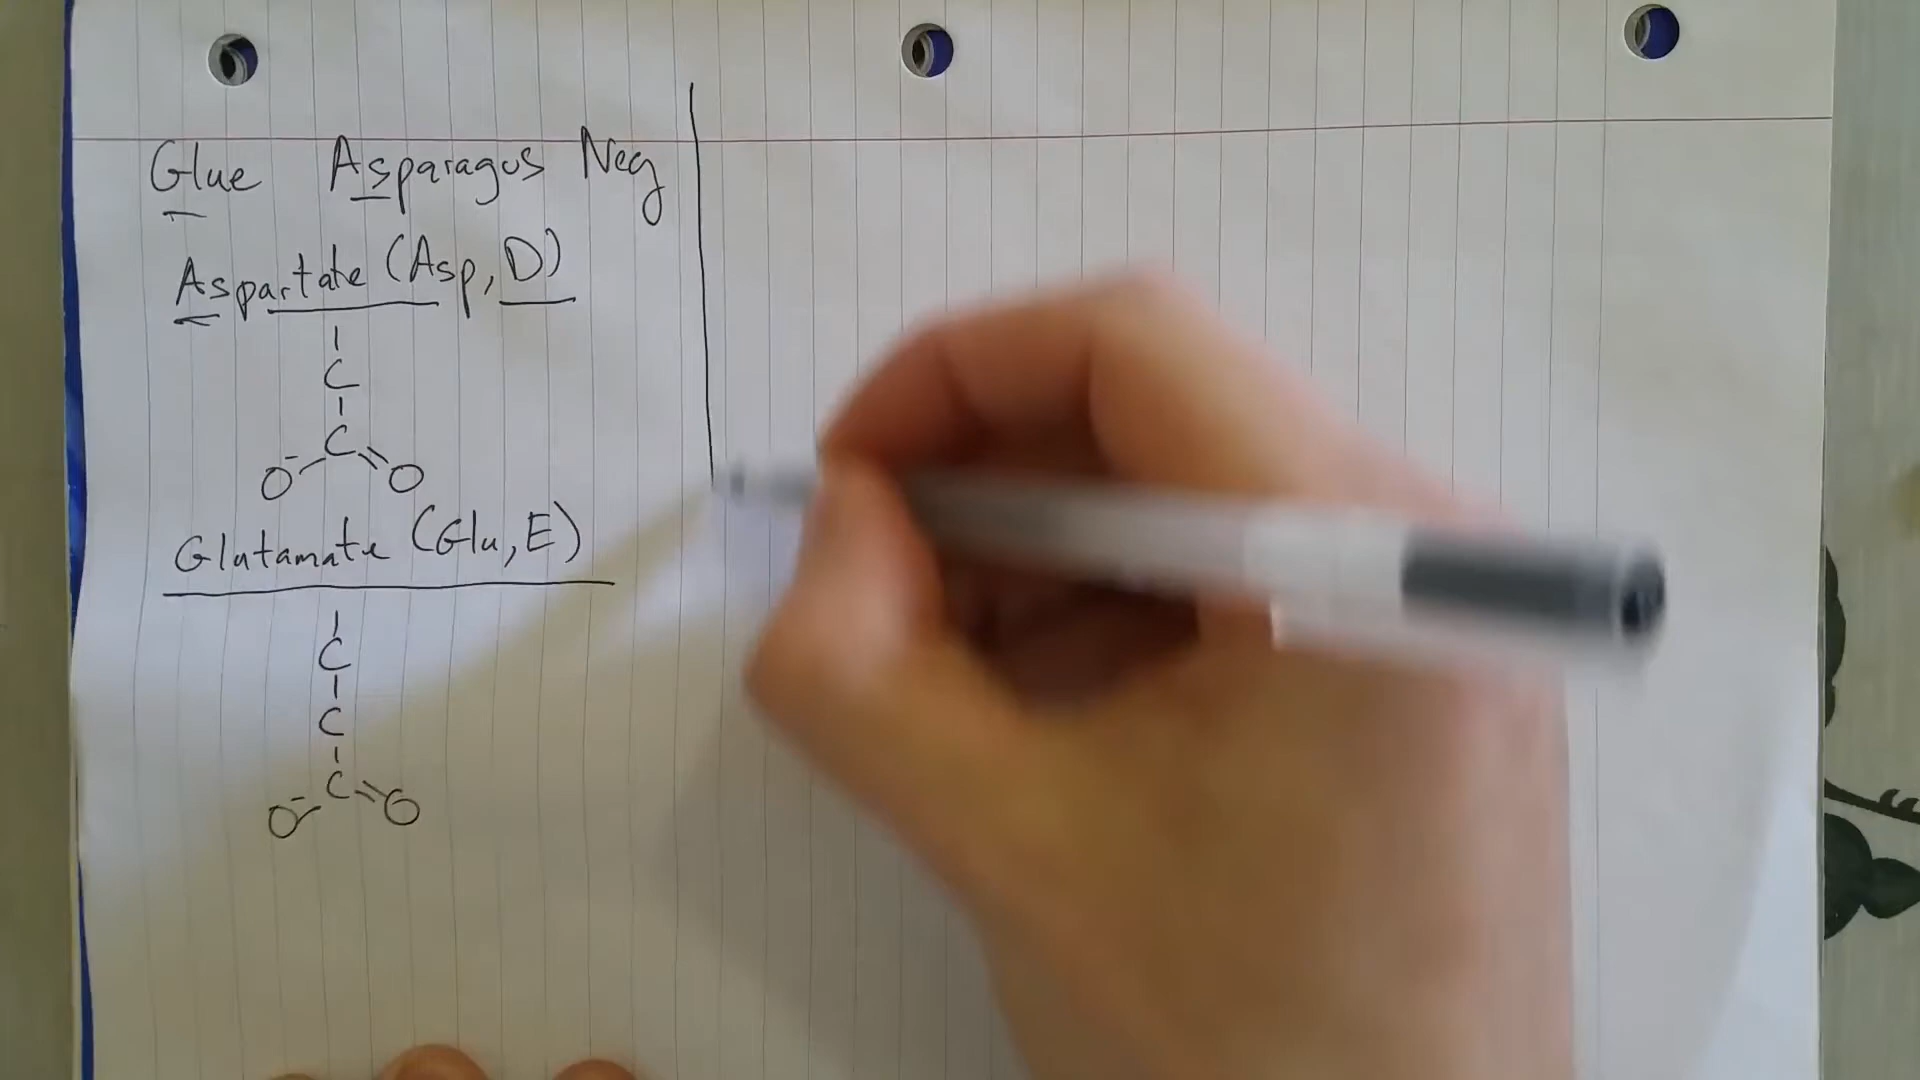 Glue Asparagus Neg
Aspartate (Asp, D)
C
C
O⁻ O
Glutamate (Glu, E)
C
C
C
O⁻ O